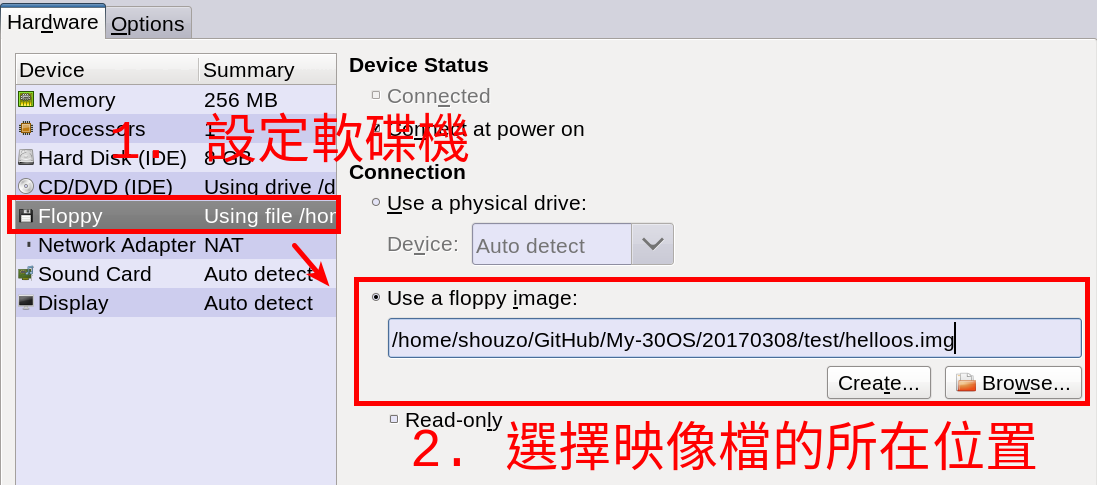 Hardware Options
Device Summary
Memory 256 MB
Processors 1
Hard Disk (IDE) 8 GB
CD/DVD (IDE) Using drive /d
Floppy Using file /hom
Network Adapter NAT
Sound Card Auto detect
Display Auto detect
1. 設定軟碟機
Device Status
Connected
Connect at power on
Connection
Use a physical drive:
Device: Auto detect
Use a floppy image:
/home/shouzo/GitHub/My-30OS/20170308/test/helloos.img
Create... Browse...
Read-only
2. 選擇映像檔的所在位置